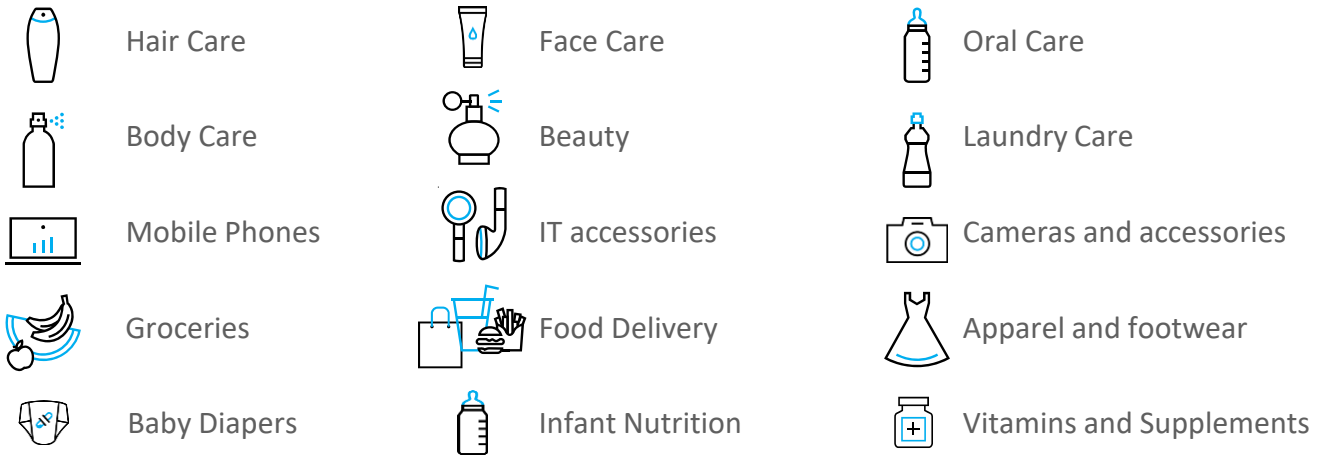 Hair Care
Face Care
Oral Care
Body Care
Beauty
Laundry Care
Mobile Phones
IT accessories
Cameras and accessories
Groceries
Food Delivery
Apparel and footwear
Baby Diapers
Infant Nutrition
Vitamins and Supplements